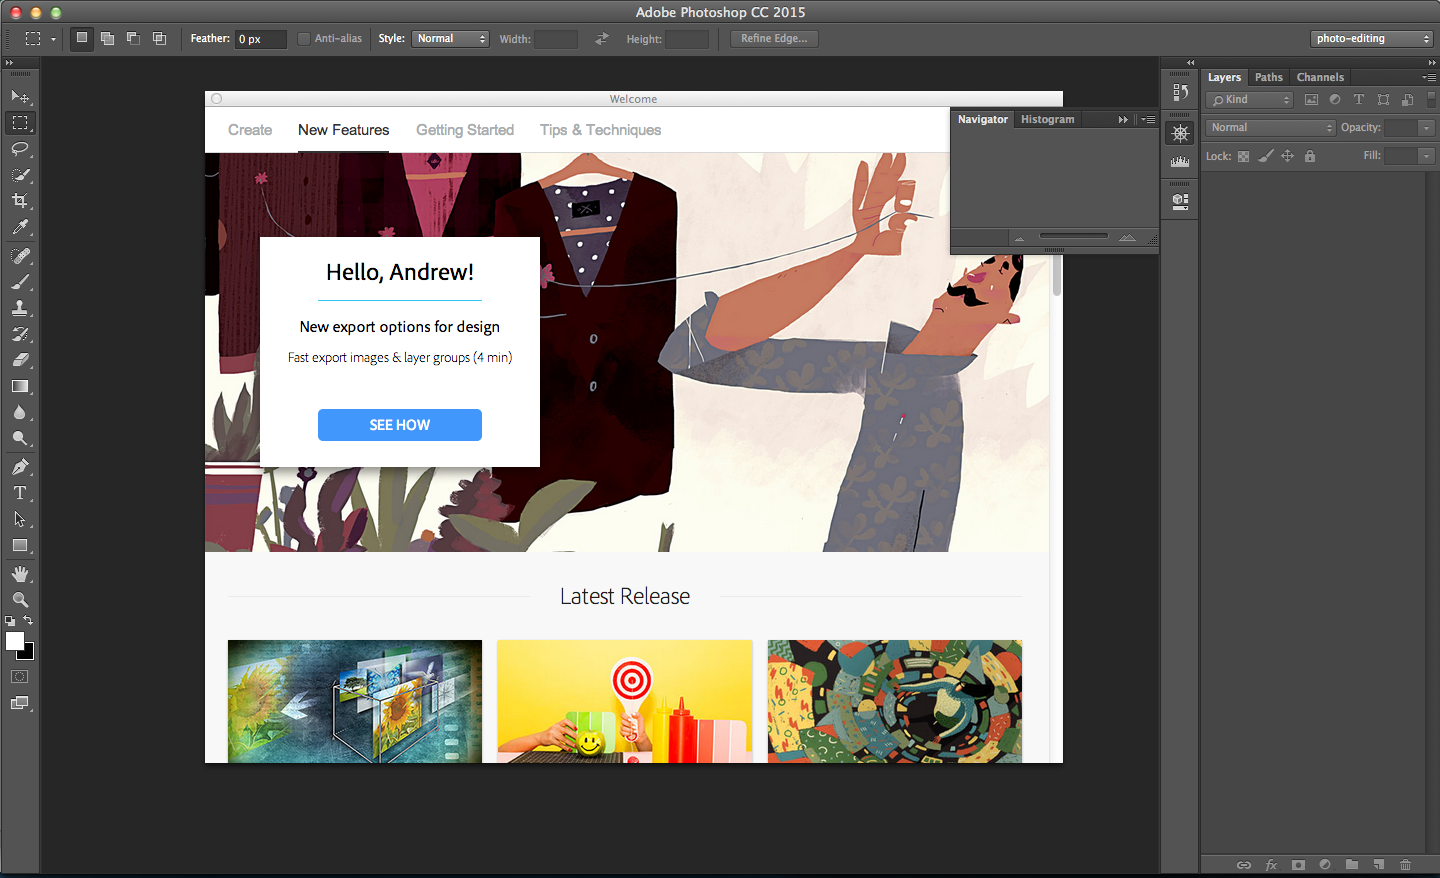 Adobe Photoshop CC 2015
Feather: 0 px Anti-alias Style: Normal Width: Height: Refine Edge... photo-editing
Welcome
Create New Features Getting Started Tips & Techniques
Hello, Andrew!
New export options for design
Fast export images & layer groups (4 min)
SEE HOW
Latest Release
Navigator Histogram
Layers Paths Channels
Kind
Normal Opacity:
Lock: Fill: